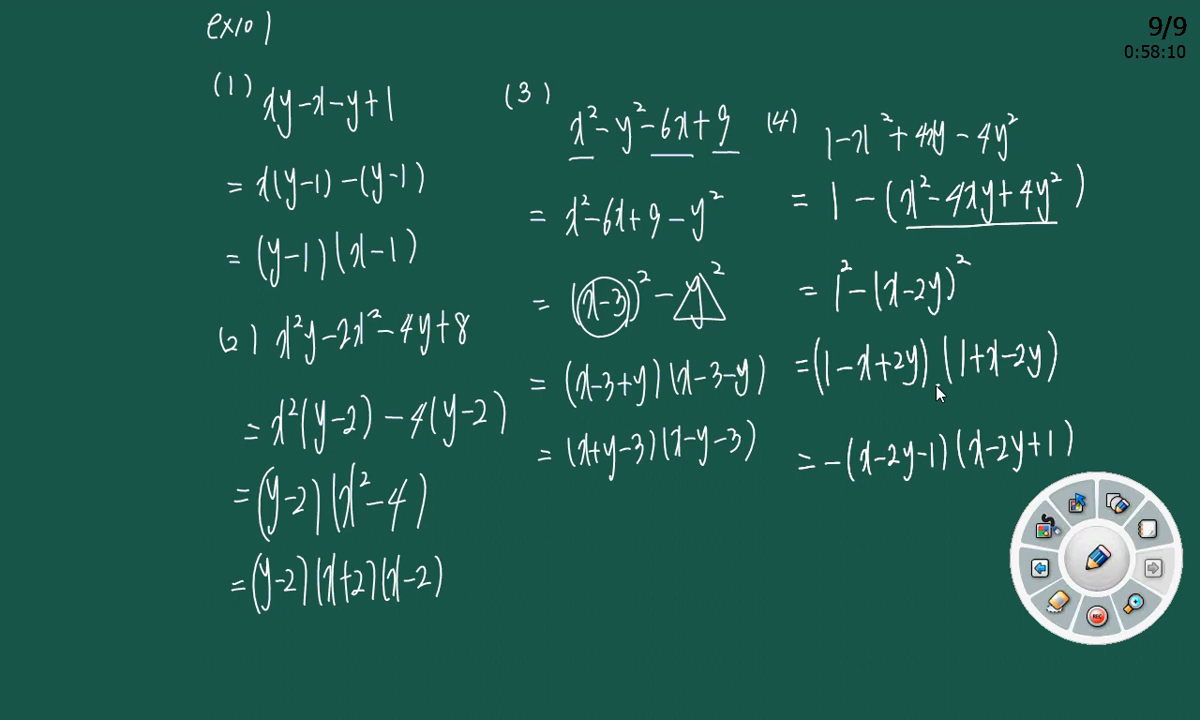 ex101
(1) xy-x-y+1
= x(y-1)-(y-1)
= (y-1)(x-1)
(2) x²y-2x²-4y+8
= x²(y-2)-4(y-2)
= (y-2)(x²-4)
= (y-2)(x+2)(x-2)
(3) x²-y²-6x+9
= x²-6x+9-y²
= (x-3)²-y²
= (x-3+y)(x-3-y)
= (x+y-3)(x-y-3)
(4) 1-x²+4xy-4y²
= 1-(x²-4xy+4y²)
= 1²-(x-2y)²
= (1-x+2y)(1+x-2y)
= -(x-2y-1)(x-2y+1)
9/9
0:58:10
REC